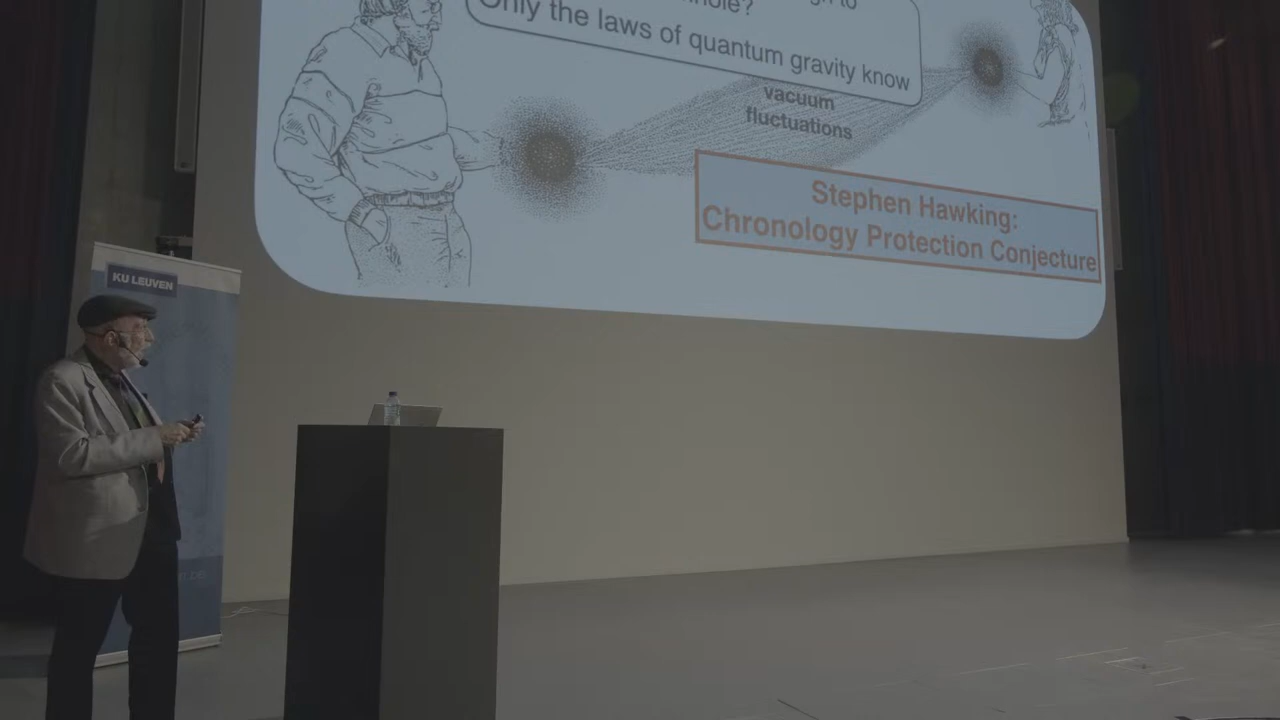 Only the laws of quantum gravity know
vacuum
fluctuations
Stephen Hawking:
Chronology Protection Conjecture
KU LEUVEN